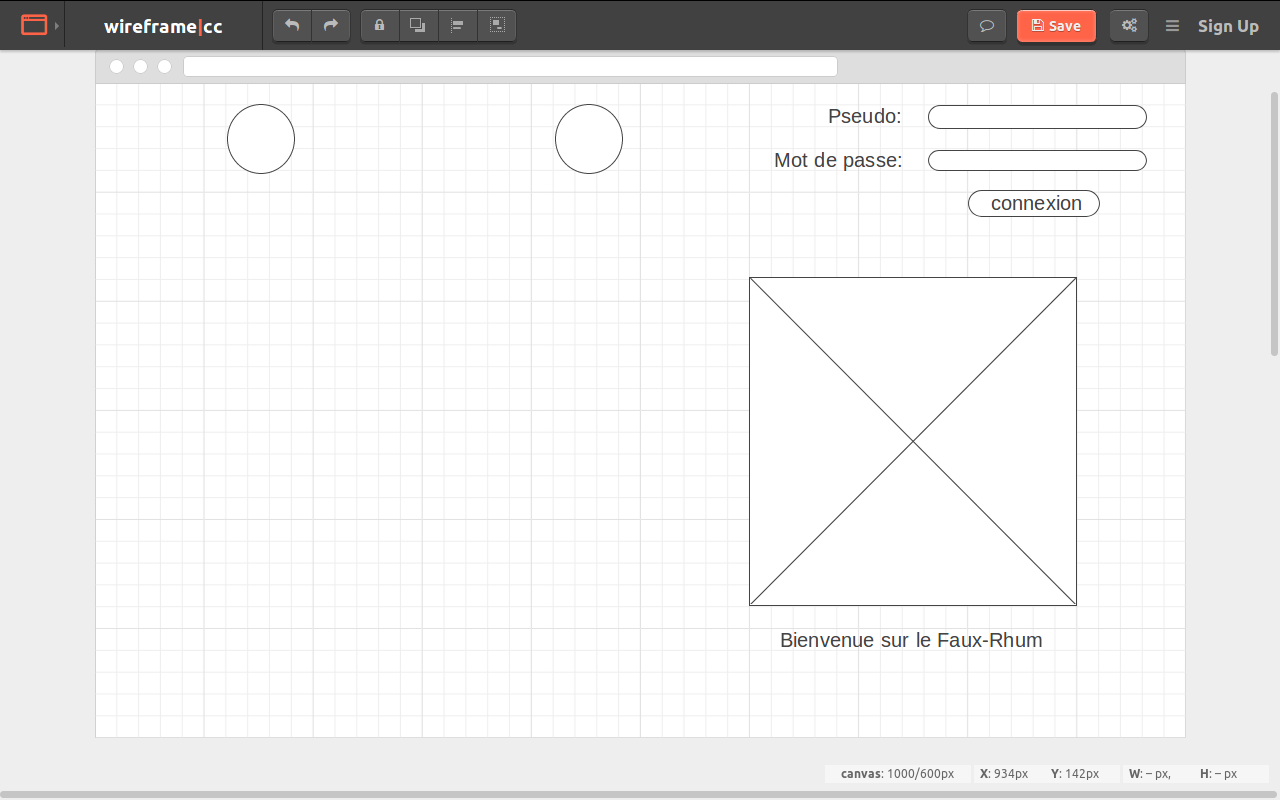 wireframe|cc
Save
Sign Up
Pseudo:
Mot de passe:
connexion
Bienvenue sur le Faux-Rhum
canvas: 1000/600px X: 934px Y: 142px W: – px, H: – px